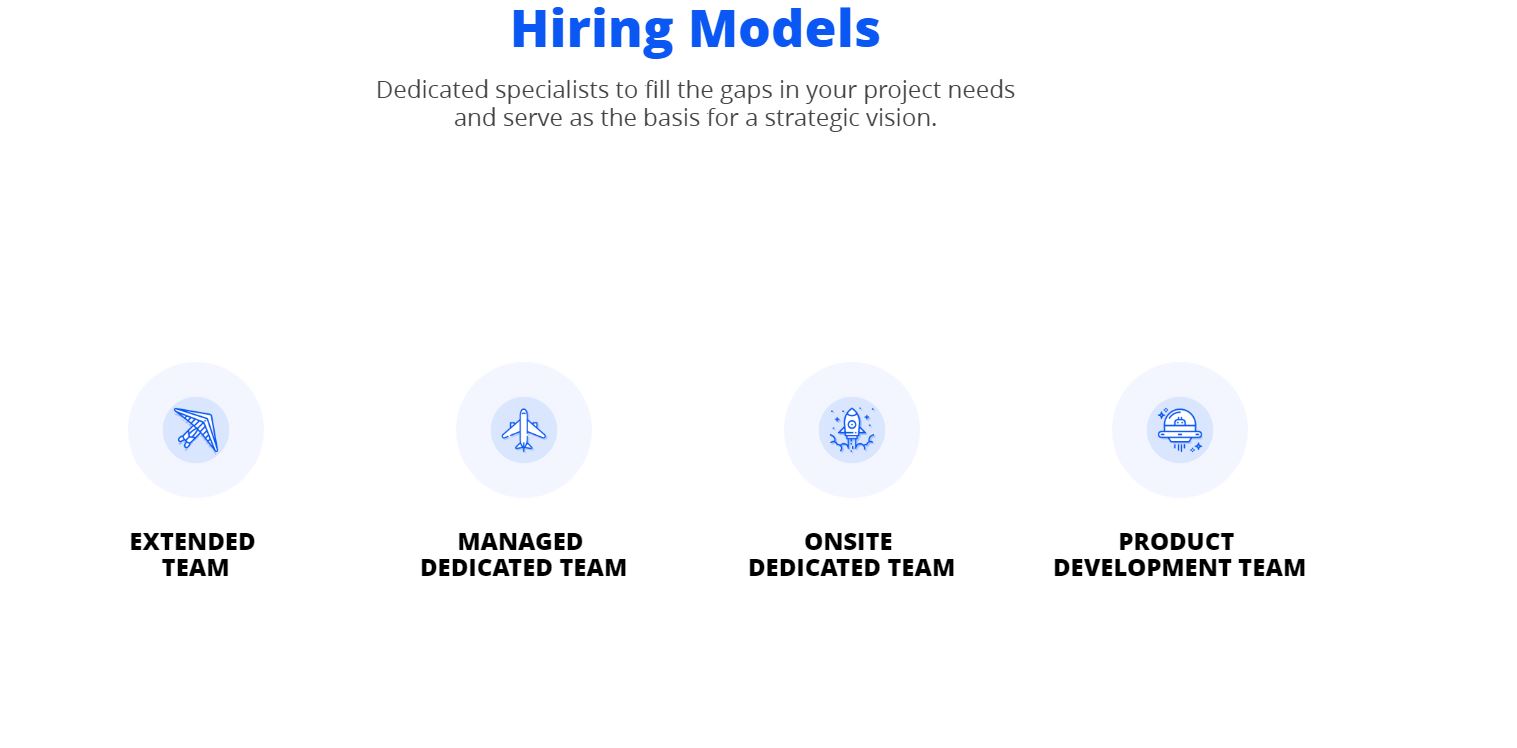 Hiring Models
Dedicated specialists to fill the gaps in your project needs
and serve as the basis for a strategic vision.
EXTENDED
TEAM
MANAGED
DEDICATED TEAM
ONSITE
DEDICATED TEAM
PRODUCT
DEVELOPMENT TEAM